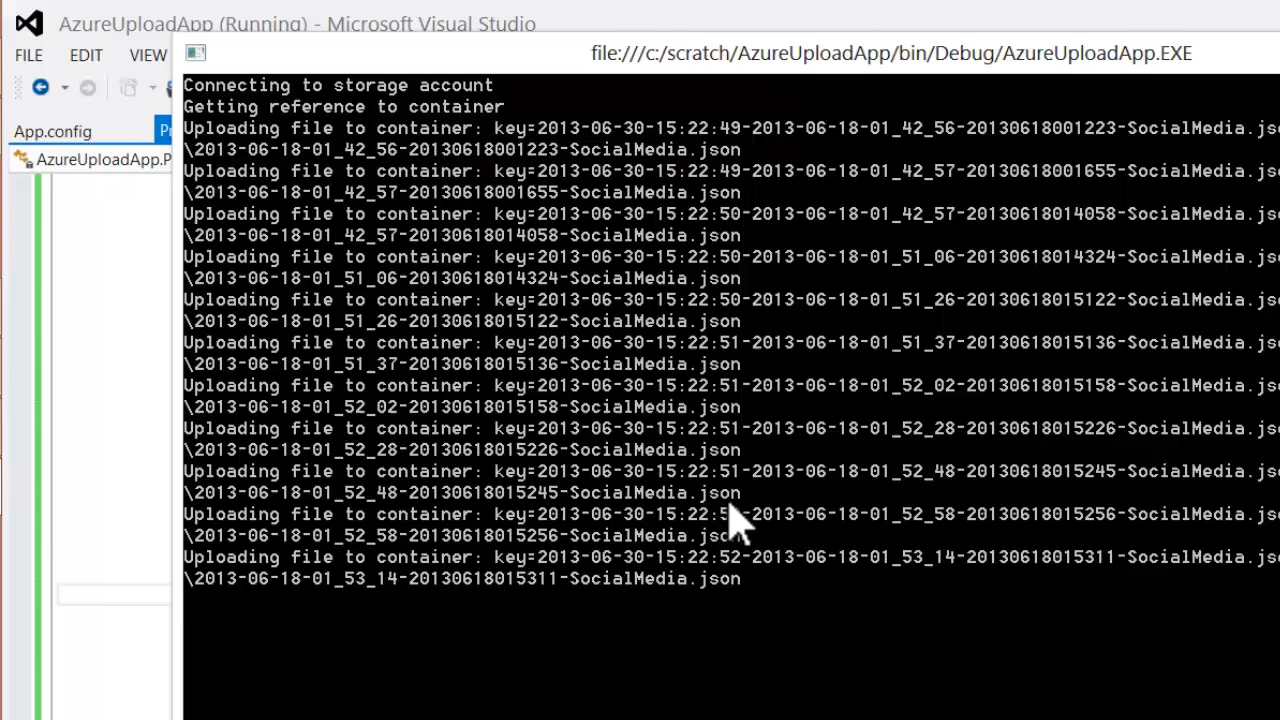 AzureUploadApp (Running) - Microsoft Visual Studio
FILE EDIT VIEW
file:///c:/scratch/AzureUploadApp/bin/Debug/AzureUploadApp.EXE
App.config
AzureUploadApp.P
Connecting to storage account
Getting reference to container
Uploading file to container: key=2013-06-30-15:22:49-2013-06-18-01_42_56-20130618001223-SocialMedia.js
\2013-06-18-01_42_56-20130618001223-SocialMedia.json
Uploading file to container: key=2013-06-30-15:22:49-2013-06-18-01_42_57-20130618001655-SocialMedia.js
\2013-06-18-01_42_57-20130618001655-SocialMedia.json
Uploading file to container: key=2013-06-30-15:22:50-2013-06-18-01_42_57-20130618014058-SocialMedia.js
\2013-06-18-01_42_57-20130618014058-SocialMedia.json
Uploading file to container: key=2013-06-30-15:22:50-2013-06-18-01_51_06-20130618014324-SocialMedia.js
\2013-06-18-01_51_06-20130618014324-SocialMedia.json
Uploading file to container: key=2013-06-30-15:22:50-2013-06-18-01_51_26-20130618015122-SocialMedia.js
\2013-06-18-01_51_26-20130618015122-SocialMedia.json
Uploading file to container: key=2013-06-30-15:22:51-2013-06-18-01_51_37-20130618015136-SocialMedia.js
\2013-06-18-01_51_37-20130618015136-SocialMedia.json
Uploading file to container: key=2013-06-30-15:22:51-2013-06-18-01_52_02-20130618015158-SocialMedia.js
\2013-06-18-01_52_02-20130618015158-SocialMedia.json
Uploading file to container: key=2013-06-30-15:22:51-2013-06-18-01_52_28-20130618015226-SocialMedia.js
\2013-06-18-01_52_28-20130618015226-SocialMedia.json
Uploading file to container: key=2013-06-30-15:22:51-2013-06-18-01_52_48-20130618015245-SocialMedia.js
\2013-06-18-01_52_48-20130618015245-SocialMedia.json
Uploading file to container: key=2013-06-30-15:22:5 -2013-06-18-01_52_58-20130618015256-SocialMedia.js
\2013-06-18-01_52_58-20130618015256-SocialMedia.js
Uploading file to container: key=2013-06-30-15:22:52-2013-06-18-01_53_14-20130618015311-SocialMedia.js
\2013-06-18-01_53_14-20130618015311-SocialMedia.json